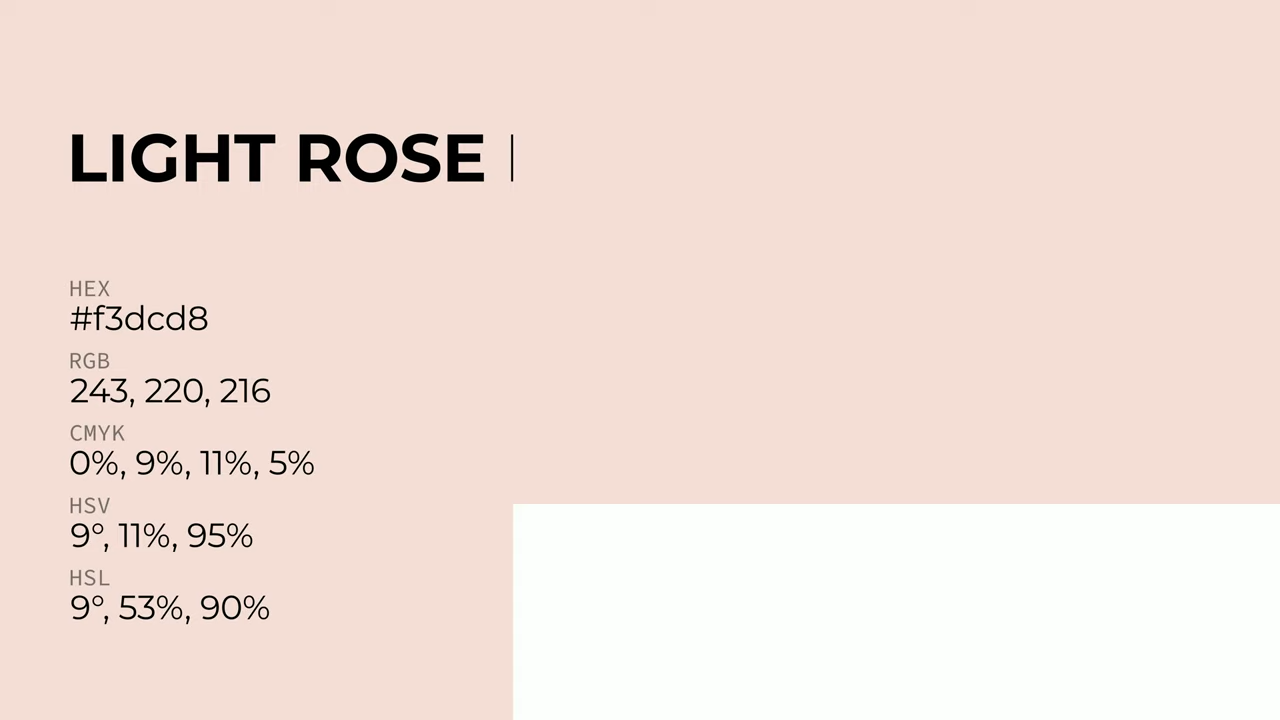 LIGHT ROSE
HEX
#f3dcd8
RGB
243, 220, 216
CMYK
0%, 9%, 11%, 5%
HSV
9°, 11%, 95%
HSL
9°, 53%, 90%